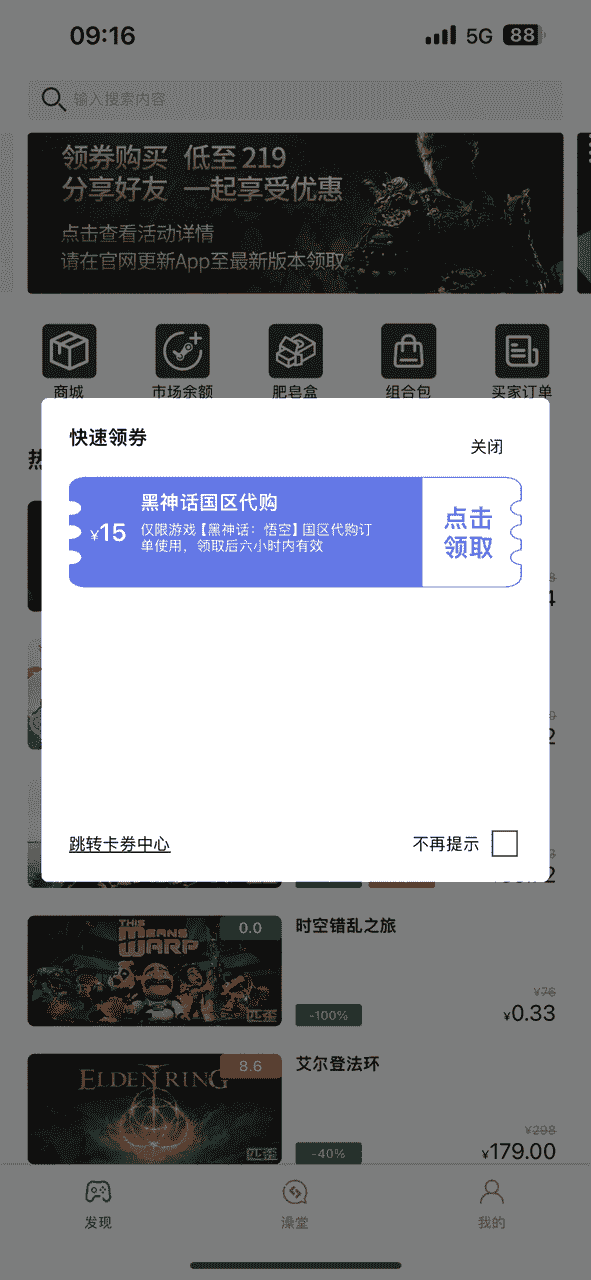 09:16
5G
88
输入搜索内容
领券购买 低至 219
分享好友 一起享受优惠
点击查看活动详情
请在官网更新App至最新版本领取
商城
市场余额
肥皂盒
组合包
买家订单
热
快速领券
关闭
¥15
黑神话国区代购
仅限游戏【黑神话：悟空】国区代购订
单使用，领取后六小时内有效
点击
领取
跳转卡券中心
不再提示
THIS
MEANS
WARP
0.0
时空错乱之旅
-100%
¥76
¥0.33
ELDEN RING
8.6
艾尔登法环
-40%
¥298
¥179.00
发现
澡堂
我的